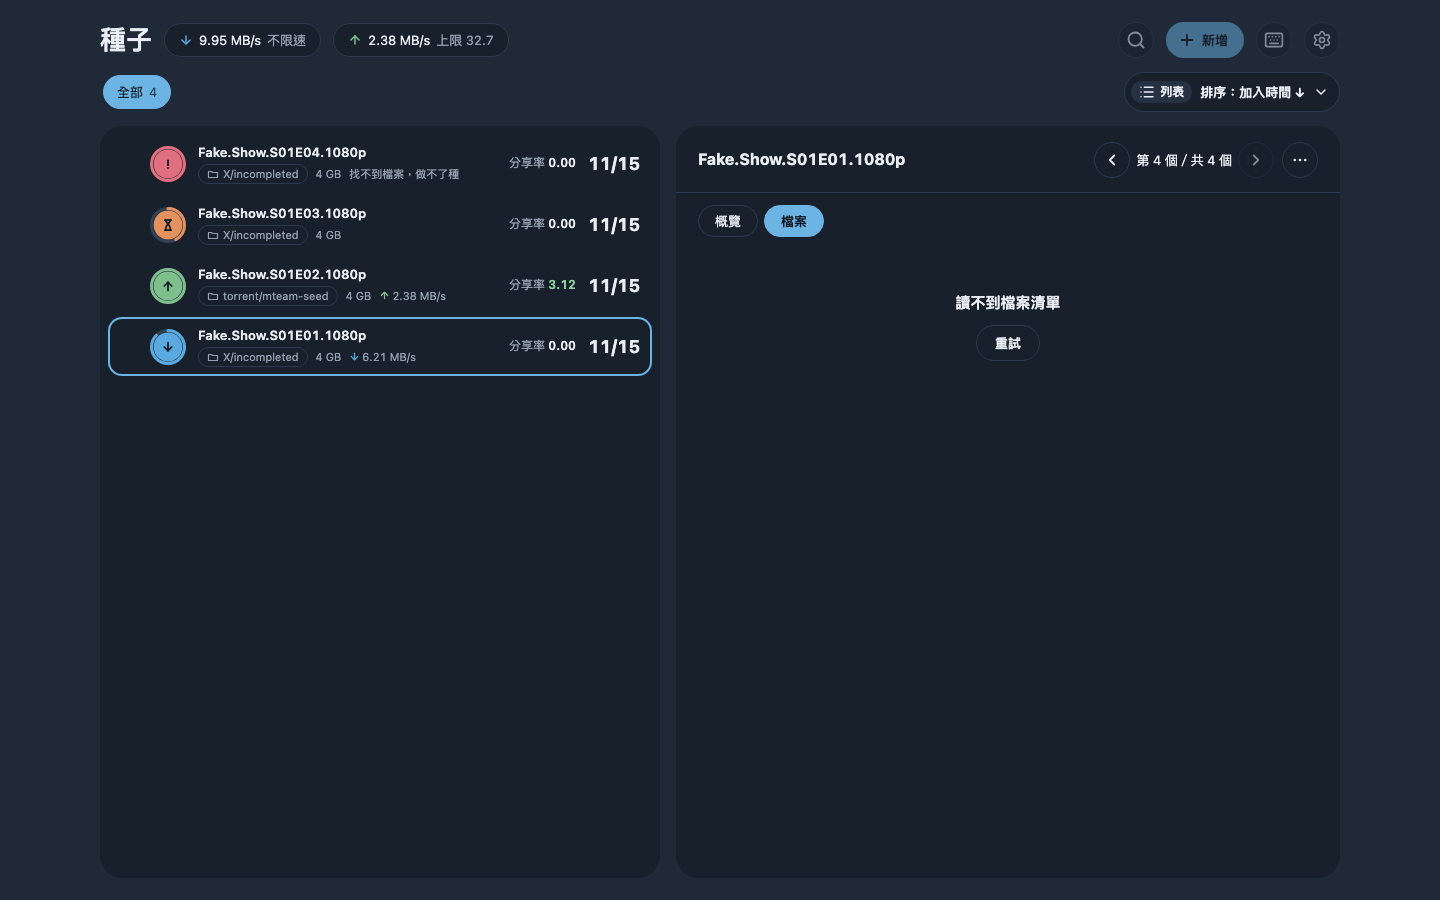 種子
9.95 MB/s 不限速
2.38 MB/s 上限 32.7
新增
全部 4
列表
排序：加入時間
Fake.Show.S01E04.1080p
X/incompleted 4 GB 找不到檔案，做不了種
分享率 0.00
11/15
Fake.Show.S01E03.1080p
X/incompleted 4 GB
分享率 0.00
11/15
Fake.Show.S01E02.1080p
torrent/mteam-seed 4 GB 2.38 MB/s
分享率 3.12
11/15
Fake.Show.S01E01.1080p
X/incompleted 4 GB 6.21 MB/s
分享率 0.00
11/15
Fake.Show.S01E01.1080p
第 4 個 / 共 4 個
概覽
檔案
讀不到檔案清單
重試